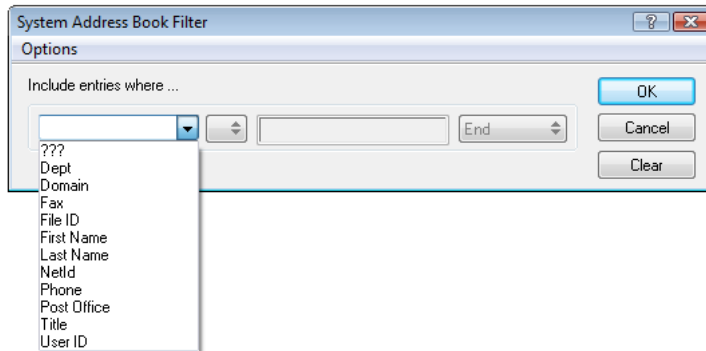 System Address Book Filter
Options
Include entries where ...
OK
End
Cancel
Clear
???
Dept
Domain
Fax
File ID
First Name
Last Name
NetId
Phone
Post Office
Title
User ID